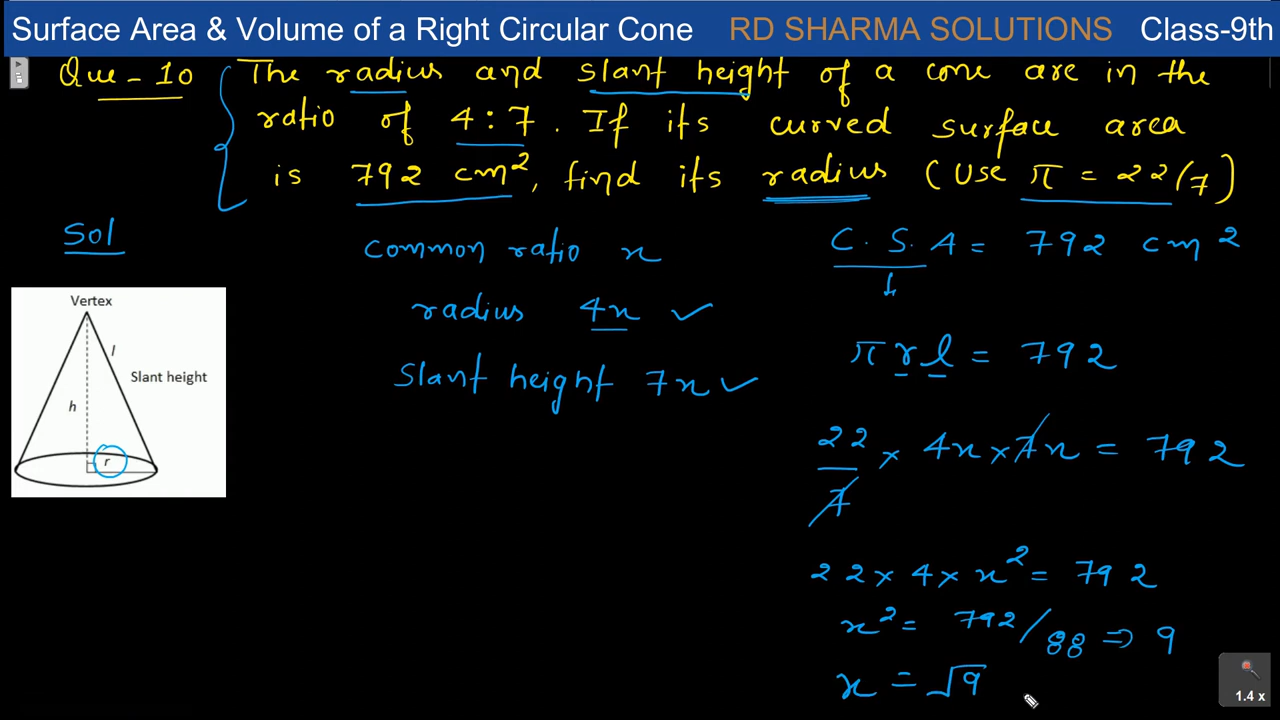 Surface Area & Volume of a Right Circular Cone RD SHARMA SOLUTIONS Class-9th
Que - 10 The radius and slant height of a cone are in the
ratio of 4:7. If its curved surface area
is 792 cm², find its radius (Use π = 22/7)
Sol
Vertex
l
Slant height
h
r
common ratio x
radius 4x ✓
Slant height 7x ✓
C.S.A = 792 cm²
↓
π r l = 792
22/7 × 4x × 7x = 792
22 × 4 × x² = 792
x² = 792/88 ⇒ 9
x = √9
1.4 x